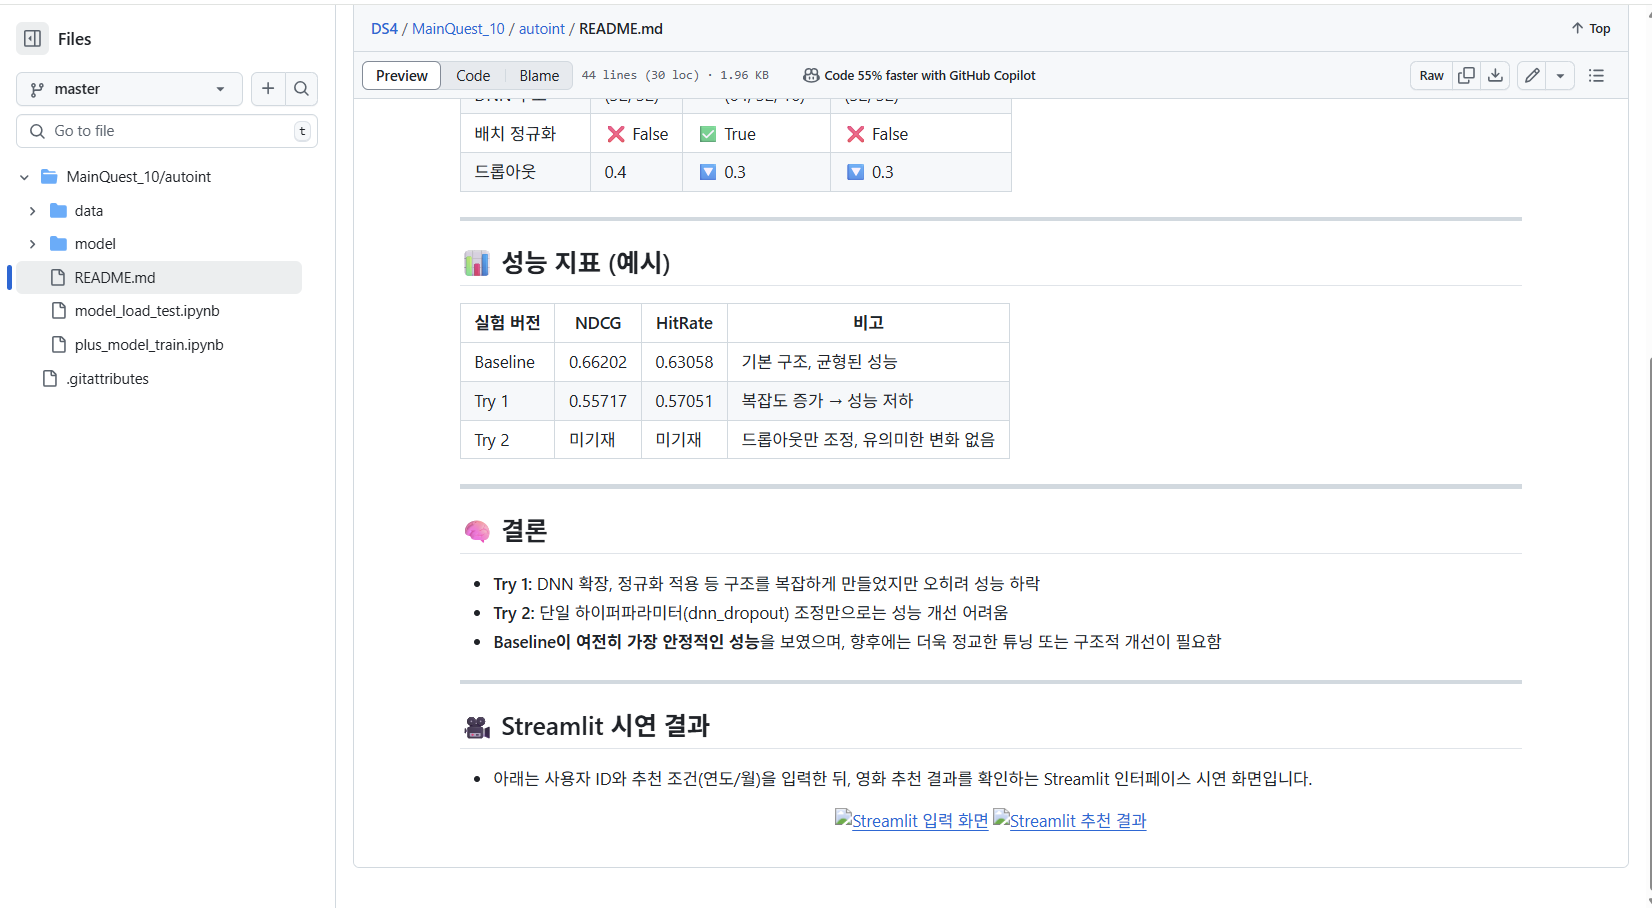 Files
master
Go to file
t
MainQuest_10/autoint
data
model
README.md
model_load_test.ipynb
plus_model_train.ipynb
.gitattributes
DS4 / MainQuest_10 / autoint / README.md
Top
Preview Code Blame 44 lines (30 loc) · 1.96 KB Code 55% faster with GitHub Copilot Raw
배치 정규화 ❌ False ✅ True ❌ False
드롭아웃 0.4 🔽 0.3 🔽 0.3
📊 성능 지표 (예시)
실험 버전 NDCG HitRate 비고
Baseline 0.66202 0.63058 기본 구조, 균형된 성능
Try 1 0.55717 0.57051 복잡도 증가 → 성능 저하
Try 2 미기재 미기재 드롭아웃만 조정, 유의미한 변화 없음
🧠 결론
• Try 1: DNN 확장, 정규화 적용 등 구조를 복잡하게 만들었지만 오히려 성능 하락
• Try 2: 단일 하이퍼파라미터(dnn_dropout) 조정만으로는 성능 개선 어려움
• Baseline이 여전히 가장 안정적인 성능을 보였으며, 향후에는 더욱 정교한 튜닝 또는 구조적 개선이 필요함
🎥 Streamlit 시연 결과
• 아래는 사용자 ID와 추천 조건(연도/월)을 입력한 뒤, 영화 추천 결과를 확인하는 Streamlit 인터페이스 시연 화면입니다.
Streamlit 입력 화면 Streamlit 추천 결과